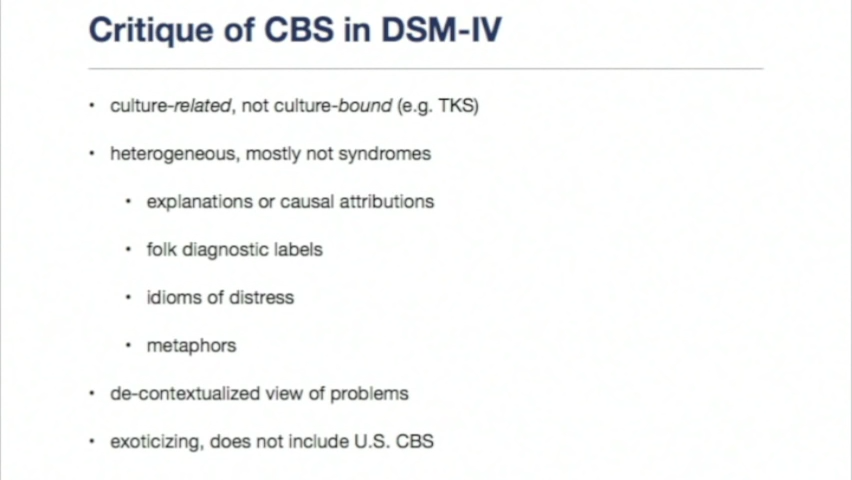 Critique of CBS in DSM-IV
• culture-related, not culture-bound (e.g. TKS)
• heterogeneous, mostly not syndromes
• explanations or causal attributions
• folk diagnostic labels
• idioms of distress
• metaphors
• de-contextualized view of problems
• exoticizing, does not include U.S. CBS